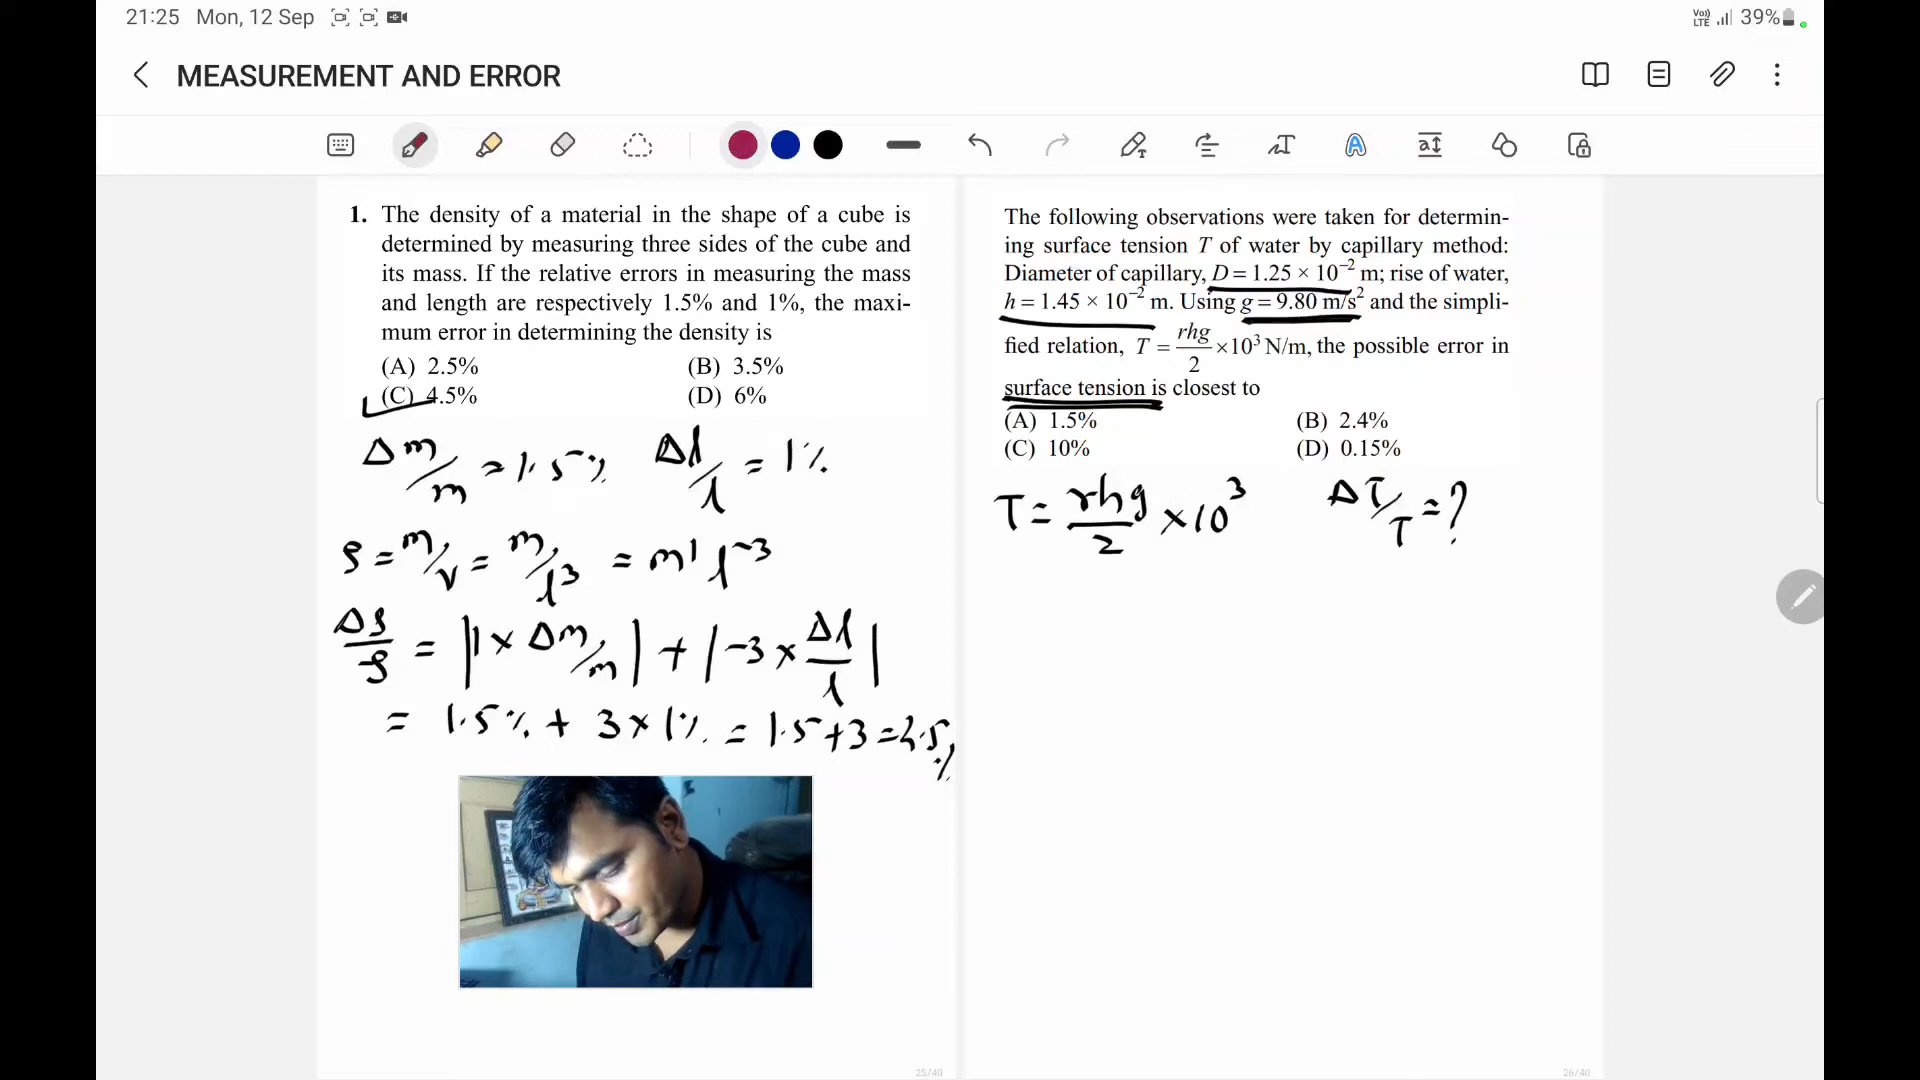 21:25 Mon, 12 Sep
Vo)) LTE 39%
MEASUREMENT AND ERROR
1. The density of a material in the shape of a cube is
determined by measuring three sides of the cube and
its mass. If the relative errors in measuring the mass
and length are respectively 1.5% and 1%, the maxi-
mum error in determining the density is
(A) 2.5% (B) 3.5%
(C) 4.5% (D) 6%
Δm/m = 1.5% Δl/l = 1%
ρ = m/v = m/l³ = m¹ l⁻³
Δρ/ρ = |1 × Δm/m| + |-3 × Δl/l|
= 1.5% + 3 × 1% = 1.5 + 3 = 4.5%
25/40
The following observations were taken for determin-
ing surface tension T of water by capillary method:
Diameter of capillary, D = 1.25 × 10⁻² m; rise of water,
h = 1.45 × 10⁻² m. Using g = 9.80 m/s² and the simpli-
fied relation, T = rhg/2 × 10³ N/m, the possible error in
surface tension is closest to
(A) 1.5% (B) 2.4%
(C) 10% (D) 0.15%
T = rhg/2 × 10³ ΔT/T = ?
26/40